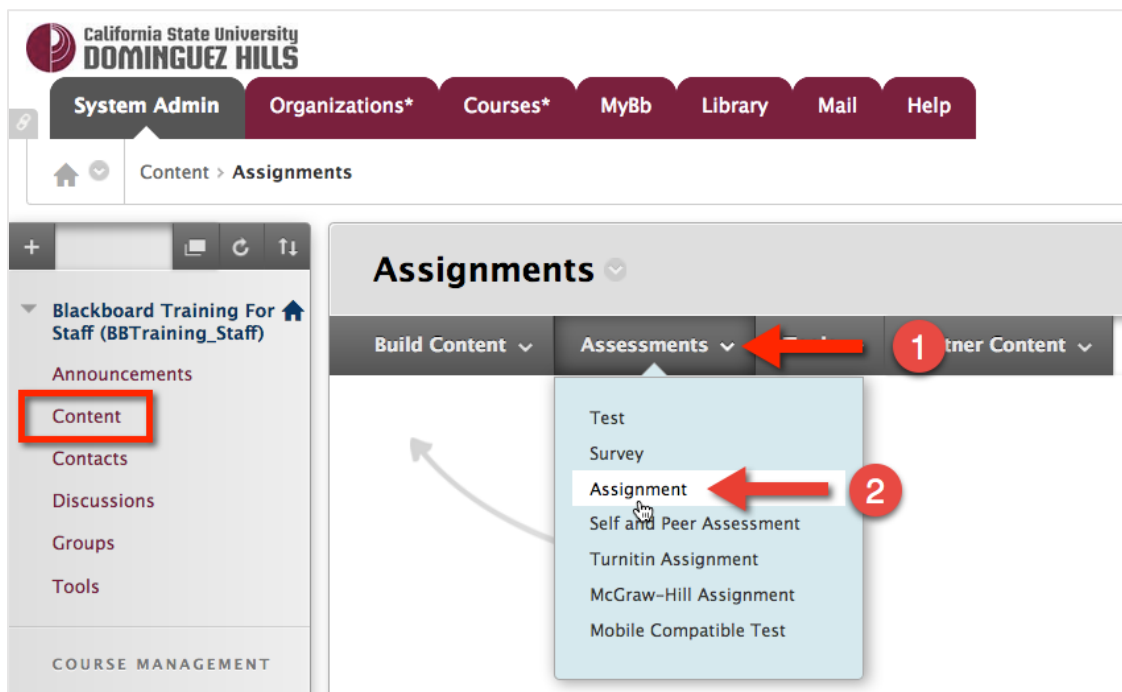 California State University
DOMINGUEZ HILLS
System Admin Organizations* Courses* MyBb Library Mail Help
Content > Assignments
Assignments
Blackboard Training For
Staff (BBTraining_Staff)
Announcements
Content
Contacts
Discussions
Groups
Tools
COURSE MANAGEMENT
Build Content Assessments 1 tner Content
Test
Survey
Assignment 2
Self and Peer Assessment
Turnitin Assignment
McGraw-Hill Assignment
Mobile Compatible Test